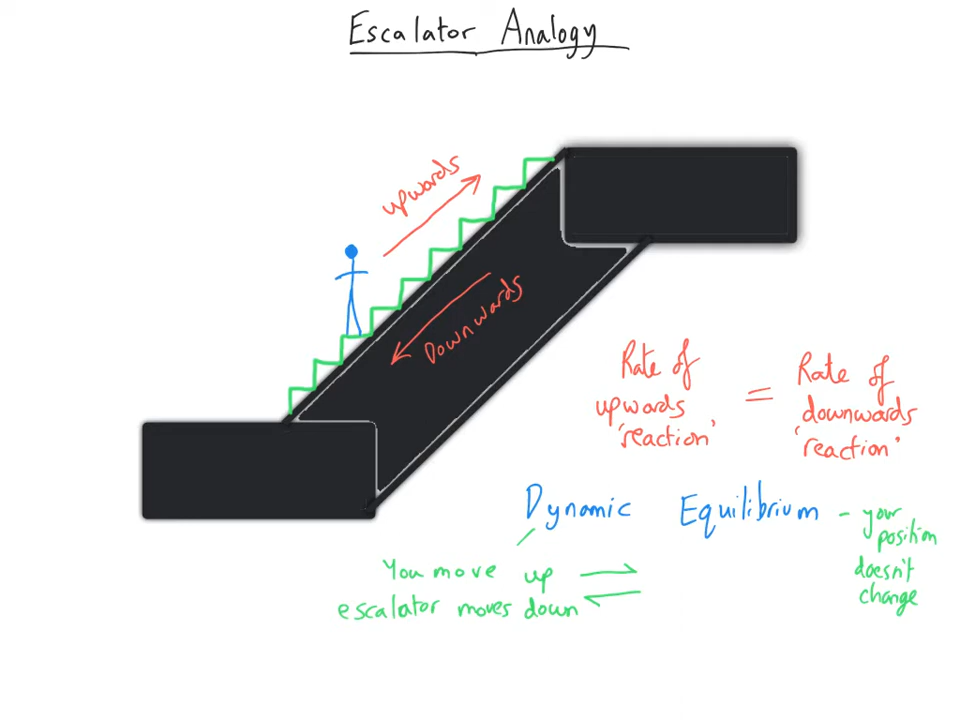 Escalator Analogy
upwards
Downwards
Rate of
upwards
'reaction'
=
Rate of
downwards
'reaction'
Dynamic Equilibrium - your
position
doesn't
change
You move up ⇌
escalator moves down